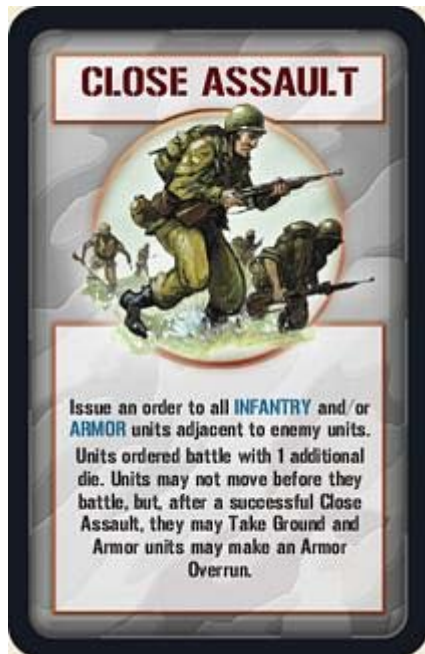 CLOSE ASSAULT
Issue an order to all INFANTRY and/or
ARMOR units adjacent to enemy units.
Units ordered battle with 1 additional
die. Units may not move before they
battle, but, after a successful Close
Assault, they may Take Ground and
Armor units may make an Armor
Overrun.